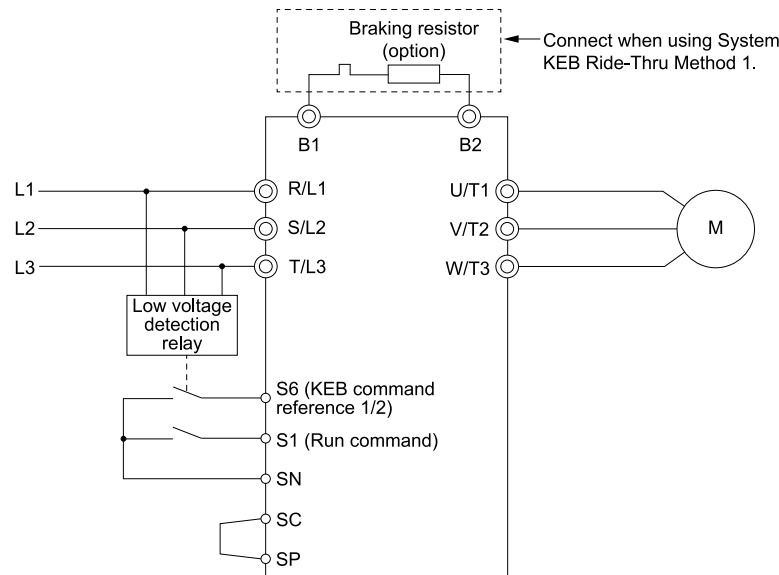 Braking resistor
(option)
Connect when using System
KEB Ride-Thru Method 1.
B1
B2
L1
R/L1
U/T1
L2
S/L2
V/T2
M
L3
T/L3
W/T3
Low voltage
detection
relay
S6 (KEB command
reference 1/2)
S1 (Run command)
SN
SC
SP